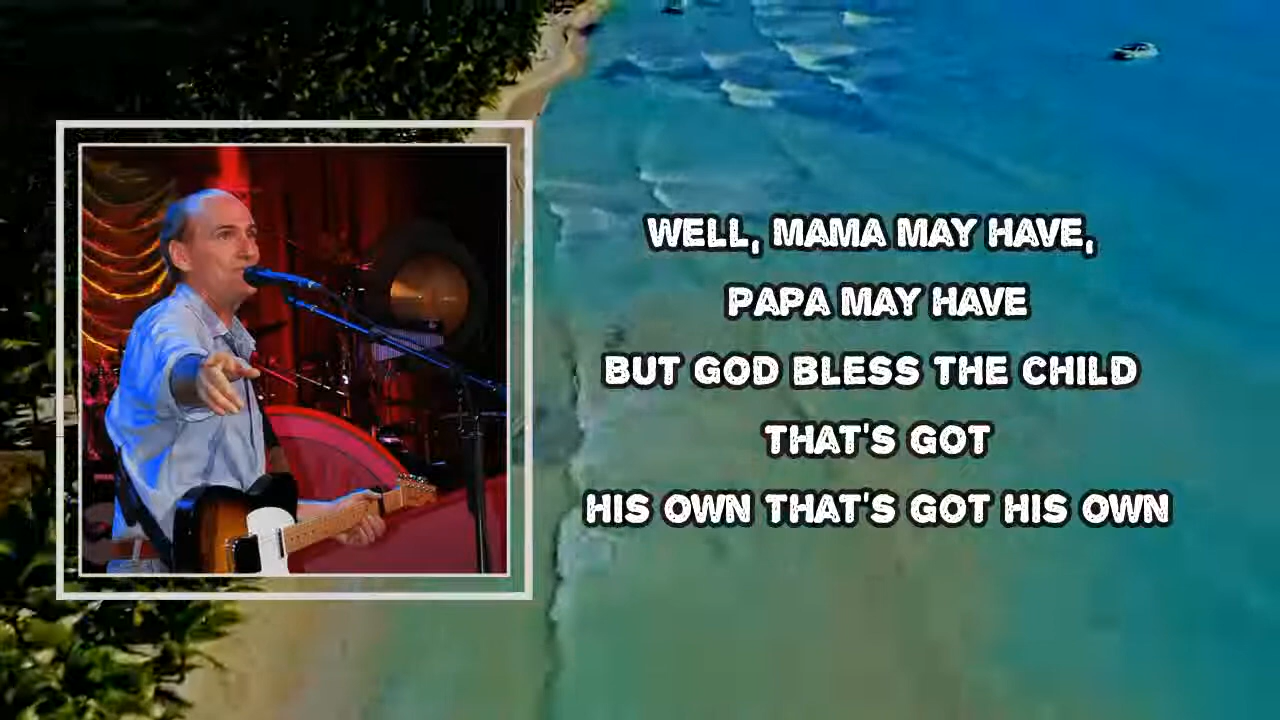 WELL, MAMA MAY HAVE,
PAPA MAY HAVE
BUT GOD BLESS THE CHILD
THAT'S GOT
HIS OWN THAT'S GOT HIS OWN